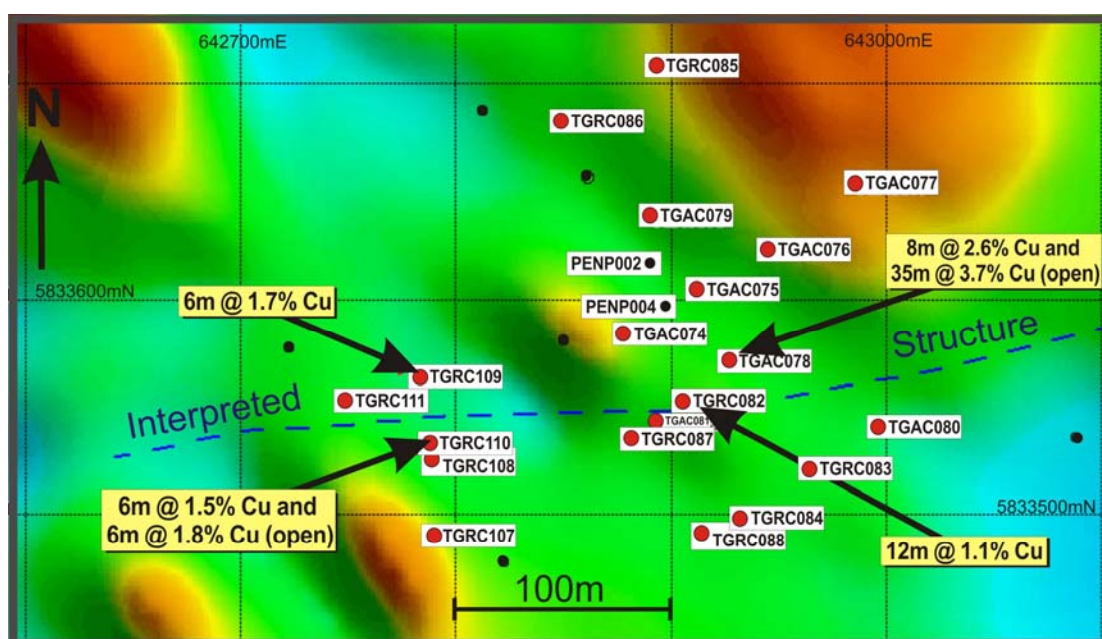 642700mE
643000mE
TGRC085
N
TGRC086
TGAC077
TGAC079
TGAC076
8m @ 2.6% Cu and
35m @ 3.7% Cu (open)
PENP002
5833600mN
6m @ 1.7% Cu
TGAC075
PENP004
TGAC074
Structure
TGAC078
TGRC109
TGRC111
Interpreted
TGRC082
TGAC081
TGAC080
TGRC110
TGRC087
TGRC108
TGRC083
6m @ 1.5% Cu and
6m @ 1.8% Cu (open)
5833500mN
TGRC084
TGRC107
TGRC088
12m @ 1.1% Cu
100m